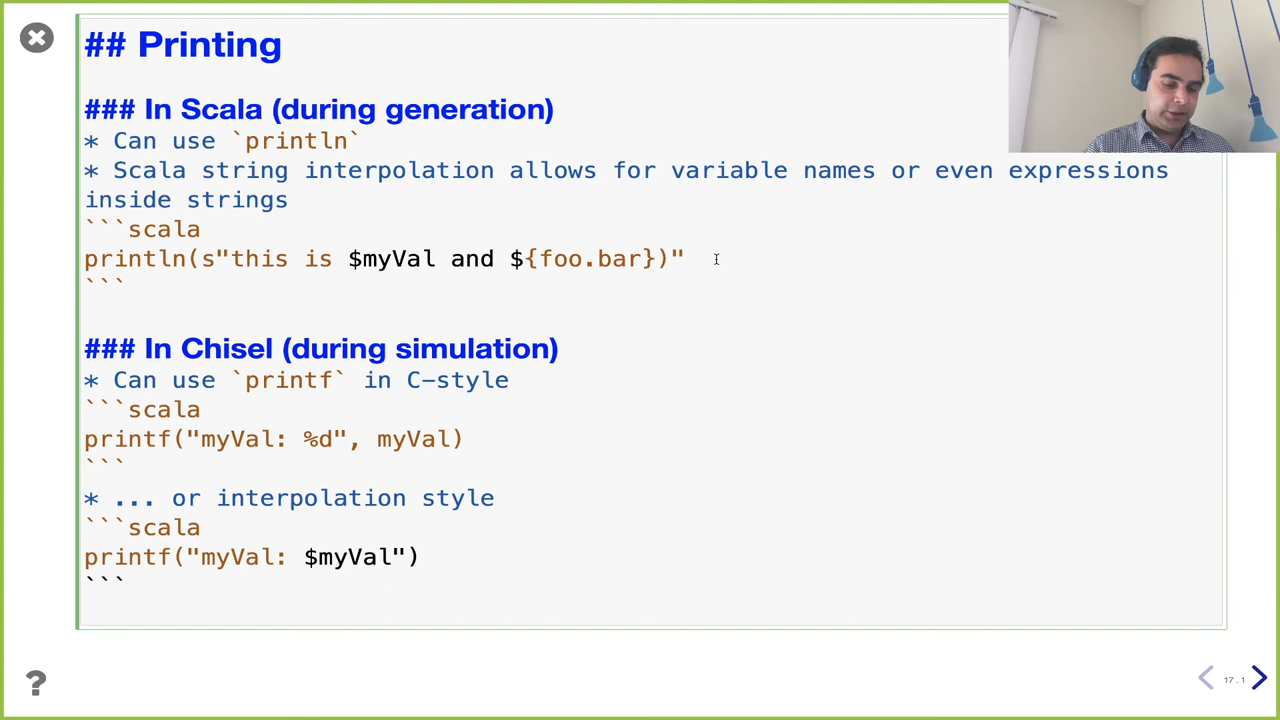 ## Printing
### In Scala (during generation)
* Can use `println`
* Scala string interpolation allows for variable names or even expressions
inside strings
```scala
println(s"this is $myVal and ${foo.bar})"
```
### In Chisel (during simulation)
* Can use `printf` in C-style
```scala
printf("myVal: %d", myVal)
```
* ... or interpolation style
```scala
printf("myVal: $myVal")
```
?
17.1